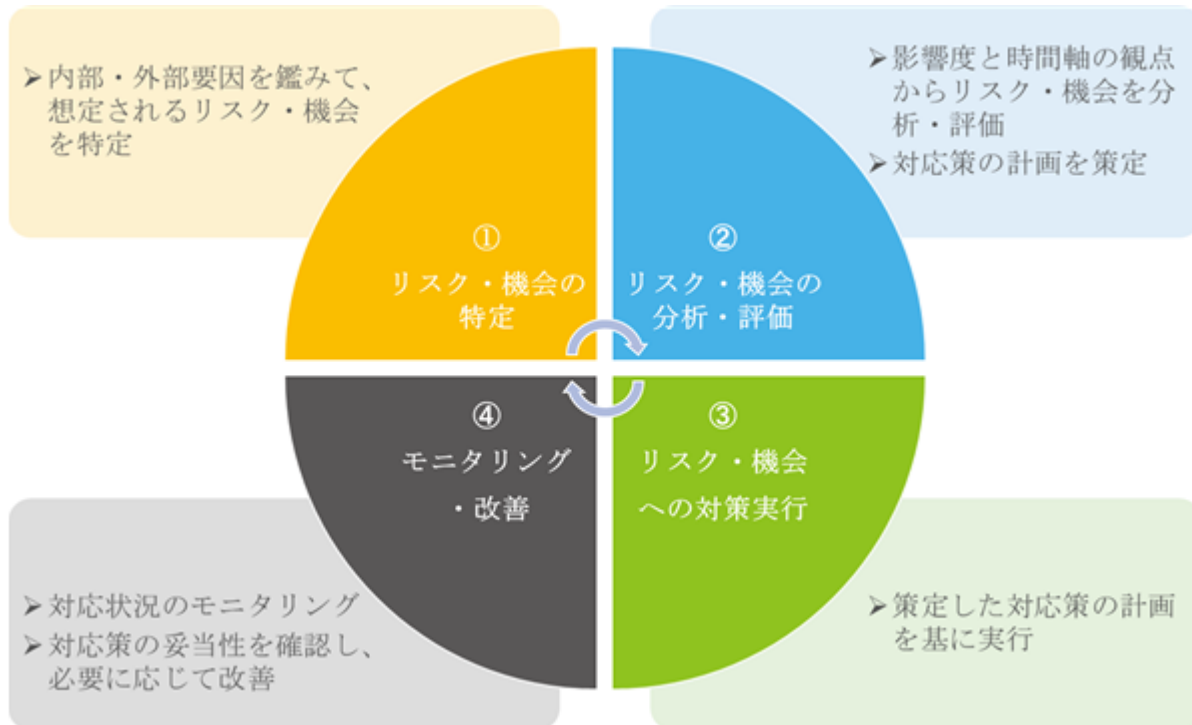 ➢内部・外部要因を鑑みて、
想定されるリスク・機会
を特定
➢影響度と時間軸の観点
からリスク・機会を分
析・評価
➢対応策の計画を策定
①
リスク・機会の
特定
②
リスク・機会の
分析・評価
③
リスク・機会
への対策実行
④
モニタリング
・改善
➢対応状況のモニタリング
➢対応策の妥当性を確認し、
必要に応じて改善
➢策定した対応策の計画
を基に実行